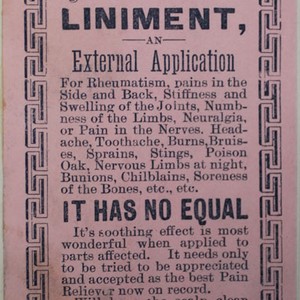 LINIMENT,
AN
External Application
For Rheumatism, pains in the
Side and Back, Stiffness and
Swelling of the Joints, Numb-
ness of the Limbs, Neuralgia,
or Pain in the Nerves. Head-
ache, Toothache, Burns, Bruis-
es, Sprains, Stings, Poison
Oak, Nervous Limbs at night,
Bunions, Chilblains, Soreness
of the Bones, etc., etc.
IT HAS NO EQUAL
It's soothing effect is most
wonderful when applied to
parts affected. It needs only
to be tried to be appreciated
and accepted as the best Pain
Reliever now on record.